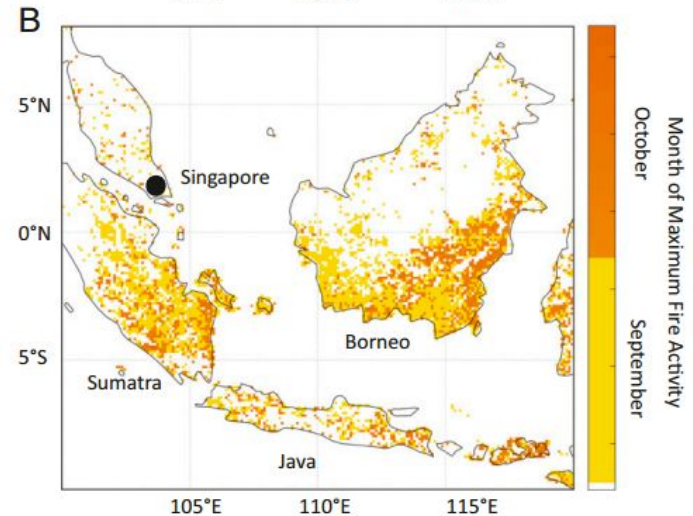 B
5°N
0°N
5°S
Singapore
Borneo
Sumatra
Java
105°E 110°E 115°E
October
September
Month of Maximum Fire Activity